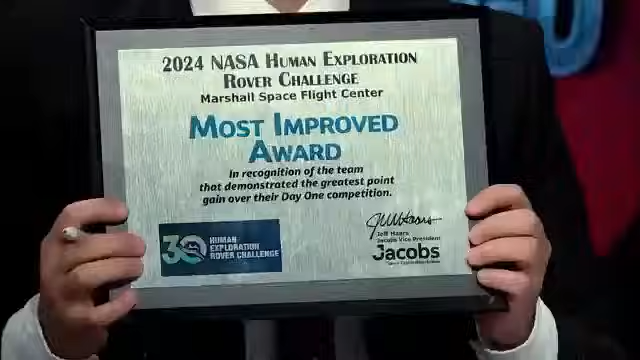 2024 NASA Human Exploration
Rover Challenge
Marshall Space Flight Center
Most Improved
Award
In recognition of the team
that demonstrated the greatest point
gain over their Day One competition.
30 HUMAN
EXPLORATION
ROVER CHALLENGE
Jeff Haars
Jacobs Vice President
Jacobs